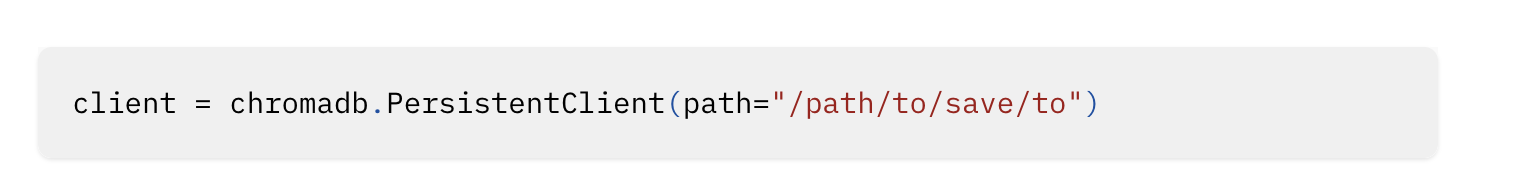 client = chromadb.PersistentClient(path="/path/to/save/to")